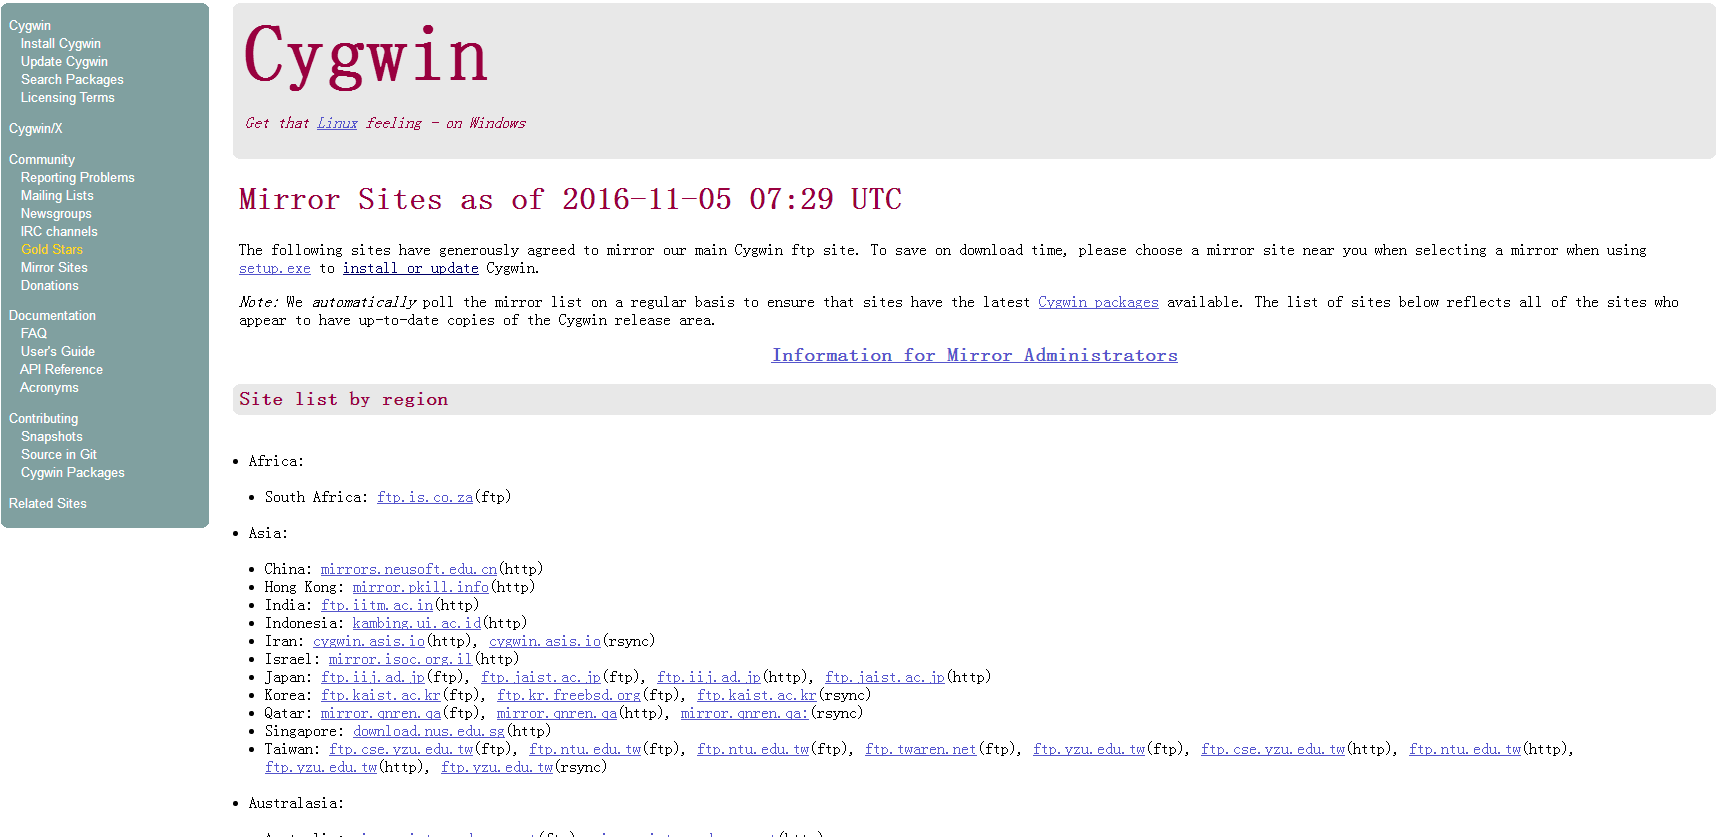 Cygwin
Install Cygwin
Update Cygwin
Search Packages
Licensing Terms
Cygwin/X
Community
Reporting Problems
Mailing Lists
Newsgroups
IRC channels
Gold Stars
Mirror Sites
Donations
Documentation
FAQ
User's Guide
API Reference
Acronyms
Contributing
Snapshots
Source in Git
Cygwin Packages
Related Sites
Cygwin
Get that Linux feeling - on Windows
Mirror Sites as of 2016-11-05 07:29 UTC
The following sites have generously agreed to mirror our main Cygwin ftp site. To save on download time, please choose a mirror site near you when selecting a mirror when using
setup.exe to install or update Cygwin.
Note: We automatically poll the mirror list on a regular basis to ensure that sites have the latest Cygwin packages available. The list of sites below reflects all of the sites who
appear to have up-to-date copies of the Cygwin release area.
Information for Mirror Administrators
Site list by region
• Africa:
• South Africa: ftp.is.co.za(ftp)
• Asia:
• China: mirrors.neusoft.edu.cn(http)
• Hong Kong: mirror.pkill.info(http)
• India: ftp.iitm.ac.in(http)
• Indonesia: kambing.ui.ac.id(http)
• Iran: cygwin.asis.io(http), cygwin.asis.io(rsync)
• Israel: mirror.isoc.org.il(http)
• Japan: ftp.iij.ad.jp(ftp), ftp.jaist.ac.jp(ftp), ftp.iij.ad.jp(http), ftp.jaist.ac.jp(http)
• Korea: ftp.kaist.ac.kr(ftp), ftp.kr.freebsd.org(ftp), ftp.kaist.ac.kr(rsync)
• Qatar: mirror.qnren.qa(ftp), mirror.qnren.qa(http), mirror.qnren.qa:(rsync)
• Singapore: download.nus.edu.sg(http)
• Taiwan: ftp.cse.yzu.edu.tw(ftp), ftp.ntu.edu.tw(ftp), ftp.ntu.edu.tw(ftp), ftp.twaren.net(ftp), ftp.yzu.edu.tw(ftp), ftp.cse.yzu.edu.tw(http), ftp.ntu.edu.tw(http),
ftp.yzu.edu.tw(http), ftp.yzu.edu.tw(rsync)
• Australasia: